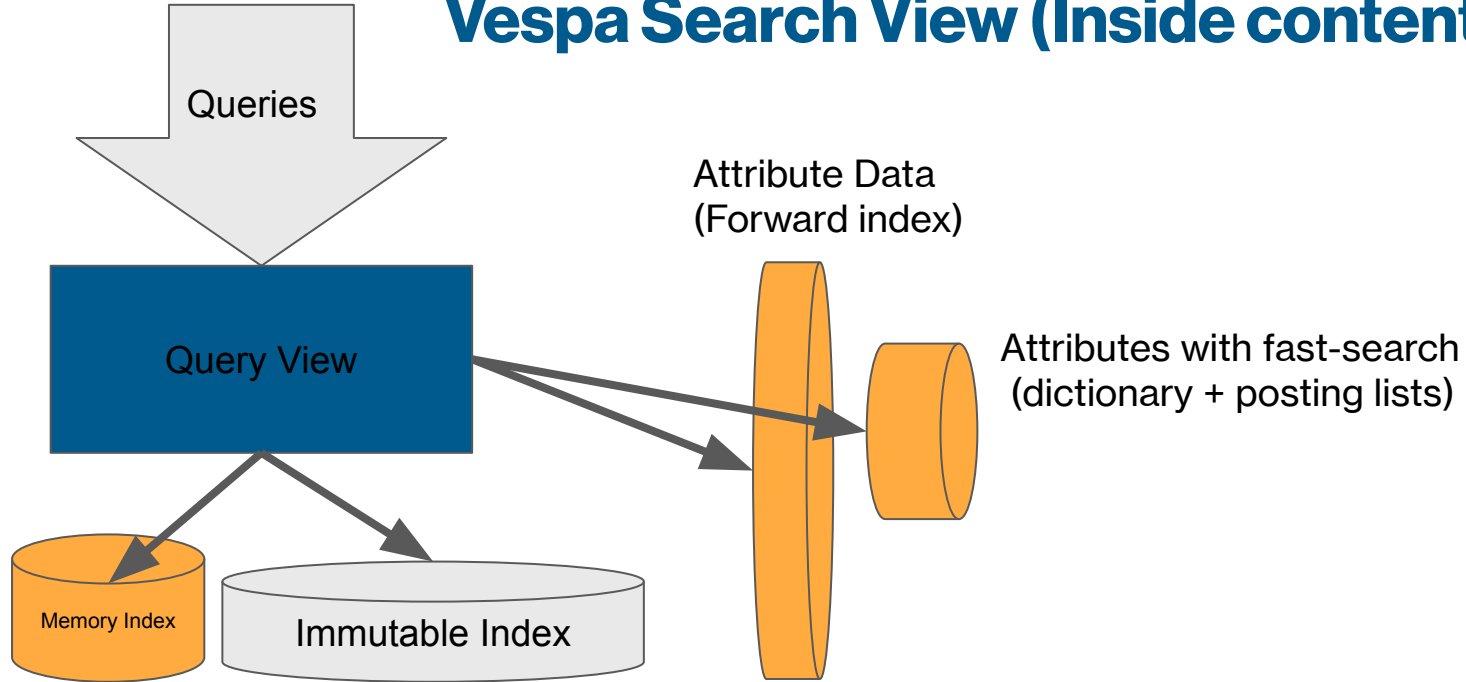 Vespa Search View (Inside content
Queries
Attribute Data
(Forward index)
Query View
Attributes with fast-search
(dictionary + posting lists)
Memory Index
Immutable Index